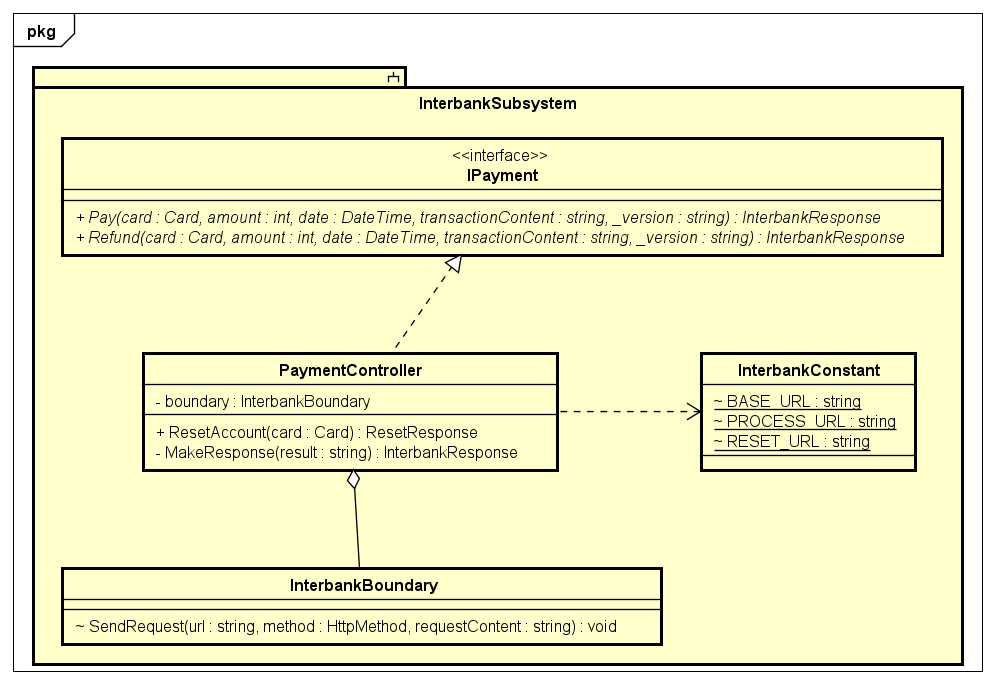 pkg
InterbankSubsystem
<<interface>>
IPayment
+ Pay(card : Card, amount : int, date : DateTime, transactionContent : string, _version : string) : InterbankResponse
+ Refund(card : Card, amount : int, date : DateTime, transactionContent : string, _version : string) : InterbankResponse
PaymentController
- boundary : InterbankBoundary
+ ResetAccount(card : Card) : ResetResponse
- MakeResponse(result : string) : InterbankResponse
InterbankConstant
~ BASE_URL : string
~ PROCESS_URL : string
~ RESET_URL : string
InterbankBoundary
~ SendRequest(url : string, method : HttpMethod, requestContent : string) : void